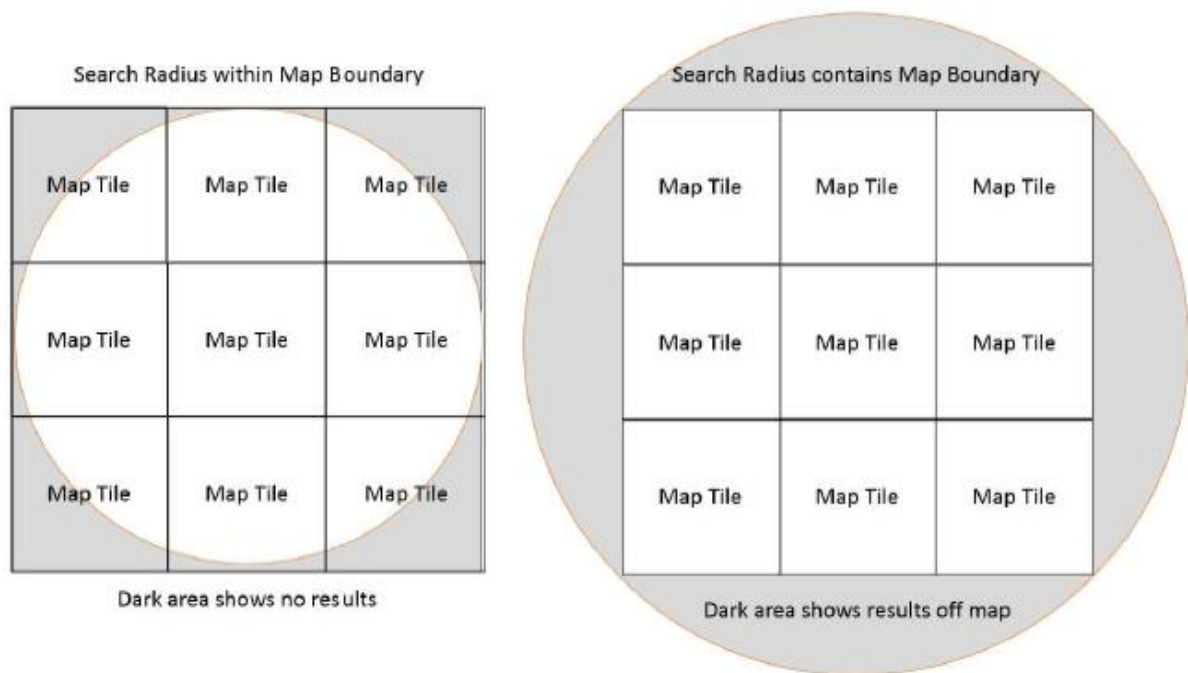 Search Radius within Map Boundary
Map Tile Map Tile Map Tile
Map Tile Map Tile Map Tile
Map Tile Map Tile Map Tile
Dark area shows no results
Search Radius contains Map Boundary
Map Tile Map Tile Map Tile
Map Tile Map Tile Map Tile
Map Tile Map Tile Map Tile
Dark area shows results off map